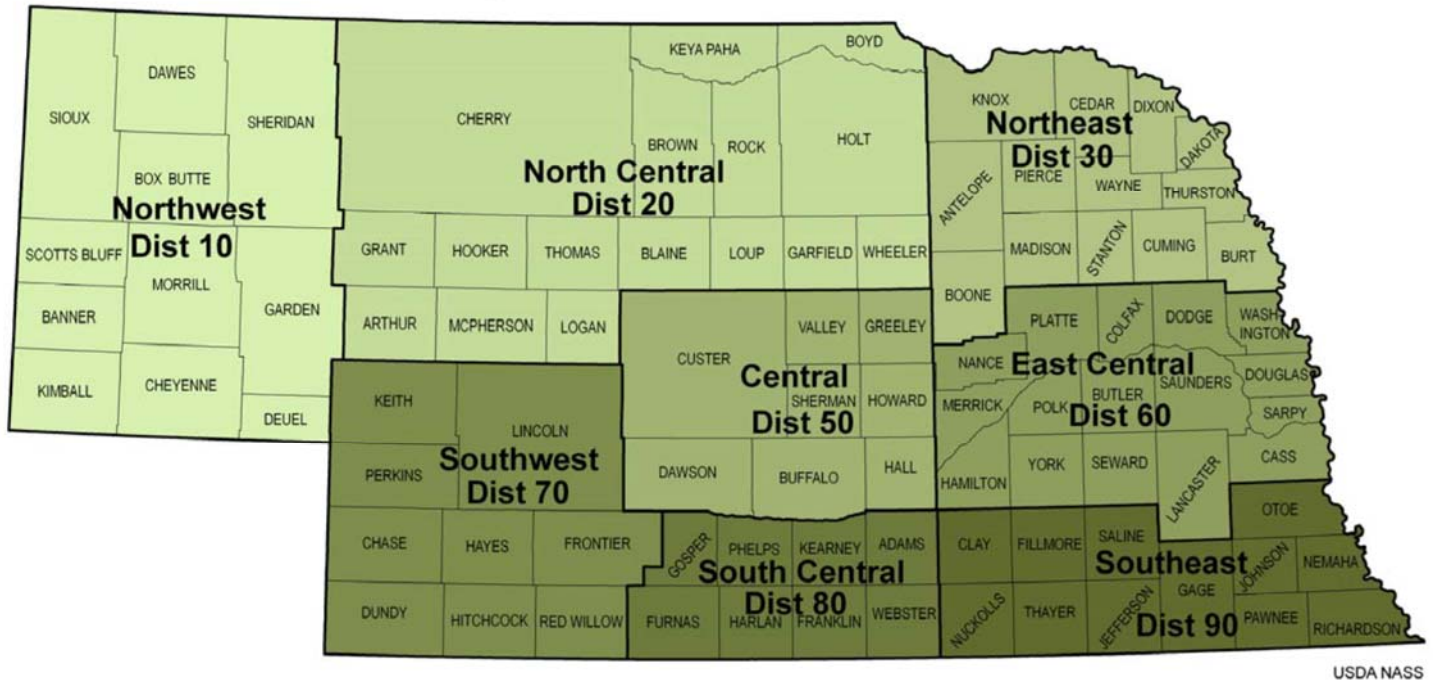 KEYA PAHA
BOYD
DAWES
SIOUX
SHERIDAN
CHERRY
BROWN
ROCK
HOLT
KNOX
CEDAR
DIXON
DAKOTA
Northeast
Dist 30
BOX BUTTE
North Central
Dist 20
ANTELOPE
PIERCE
WAYNE
THURSTON
Northwest
Dist 10
SCOTTS BLUFF
MORRILL
GARDEN
BANNER
KIMBALL
CHEYENNE
DEUEL
GRANT
HOOKER
THOMAS
BLAINE
LOUP
GARFIELD
WHEELER
MADISON
STANTON
CUMING
BURT
BOONE
ARTHUR
MCPHERSON
LOGAN
VALLEY
GREELEY
CUSTER
Central
Dist 50
SHERMAN
HOWARD
DAWSON
BUFFALO
HALL
PLATTE
COLFAX
DODGE
WASH-
INGTON
NANCE
East Central
Dist 60
MERRICK
POLK
BUTLER
SAUNDERS
DOUGLAS
SARPY
HAMILTON
YORK
SEWARD
LANCASTER
CASS
KEITH
LINCOLN
Southwest
Dist 70
PERKINS
CHASE
HAYES
FRONTIER
DUNDY
HITCHCOCK
RED WILLOW
GOSPER
PHELPS
KEARNEY
ADAMS
South Central
Dist 80
FURNAS
HARLAN
FRANKLIN
WEBSTER
CLAY
FILLMORE
SALINE
OTOE
Southeast
Dist 90
GAGE
JOHNSON
NEMAHA
NUCKOLLS
THAYER
JEFFERSON
PAWNEE
RICHARDSON
USDA NASS